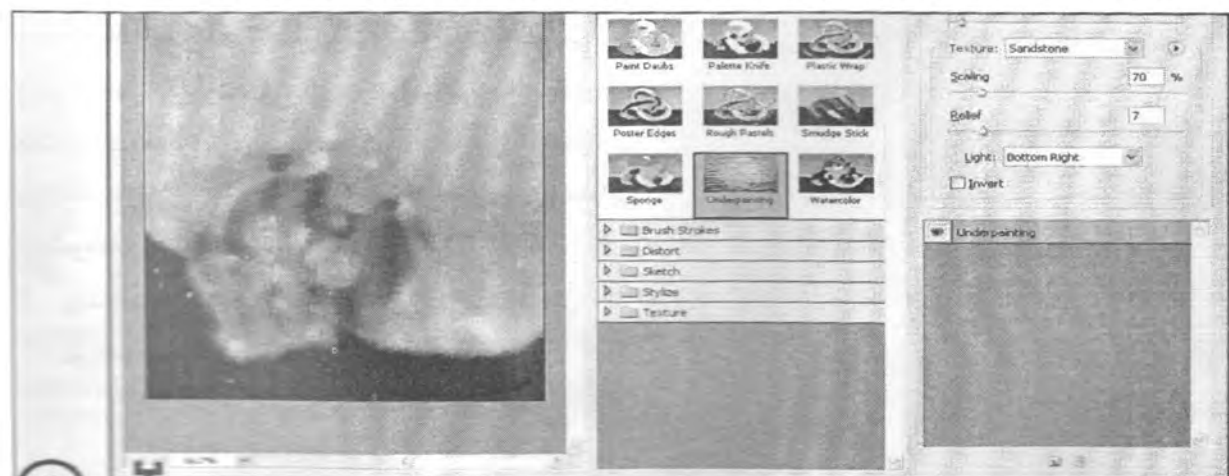 Paint Daubs Palette Knife Plastic Wrap
Poster Edges Rough Pastels Smudge Stick
Sponge Underpainting Watercolor
Brush Strokes
Distort
Sketch
Stylize
Texture
Texture: Sandstone
Scaling 70 %
Relief 7
Light: Bottom Right
Invert
Underpainting